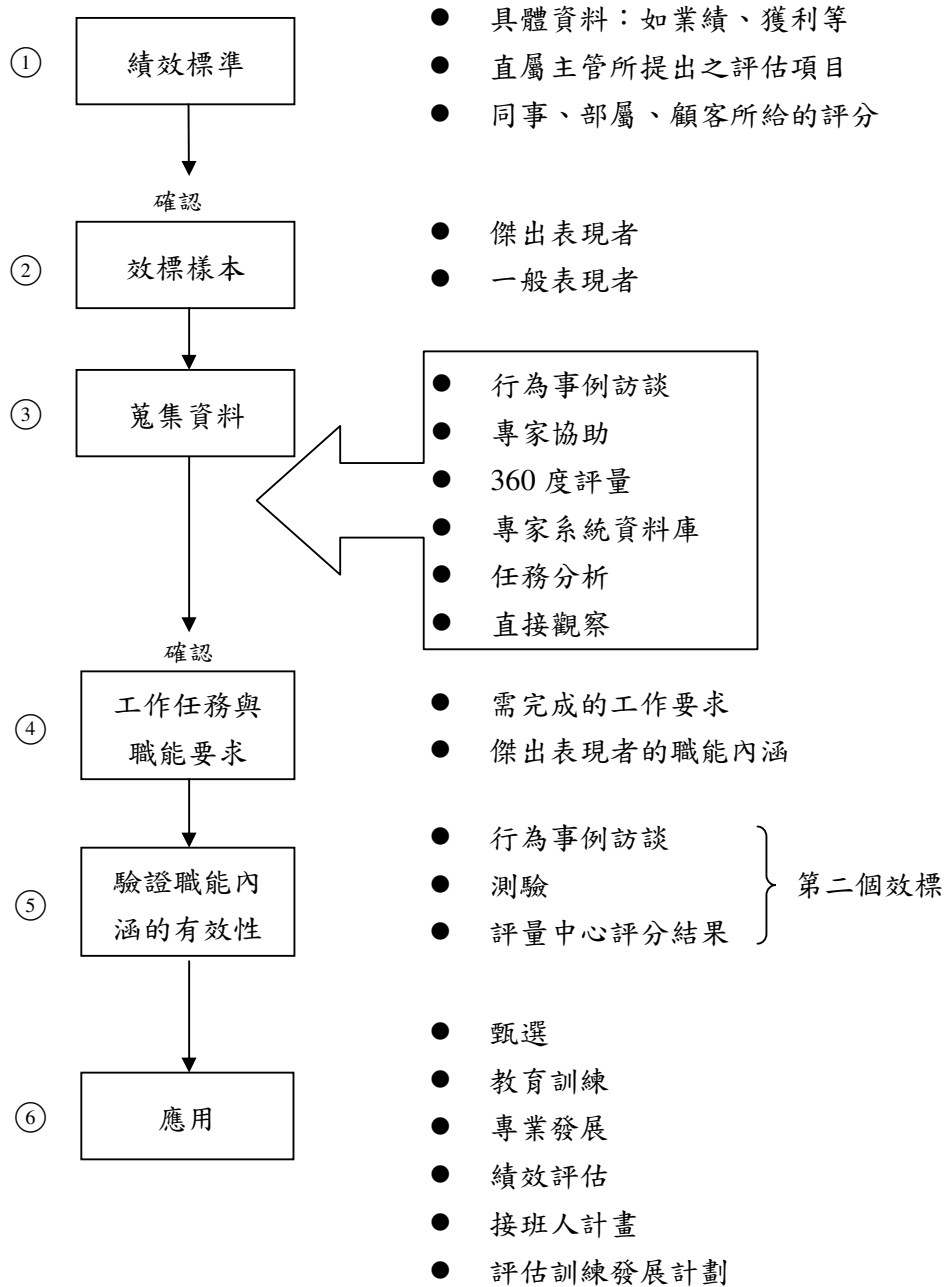 ● 具體資料：如業績、獲利等
① 績效標準
● 直屬主管所提出之評估項目
● 同事、部屬、顧客所給的評分
確認
② 效標樣本
● 傑出表現者
● 一般表現者
③ 蒐集資料
● 行為事例訪談
● 專家協助
● 360 度評量
● 專家系統資料庫
● 任務分析
● 直接觀察
確認
④ 工作任務與
職能要求
● 需完成的工作要求
● 傑出表現者的職能內涵
⑤ 驗證職能內
涵的有效性
● 行為事例訪談
● 測驗
● 評量中心評分結果
第二個效標
⑥ 應用
● 甄選
● 教育訓練
● 專業發展
● 績效評估
● 接班人計畫
● 評估訓練發展計劃